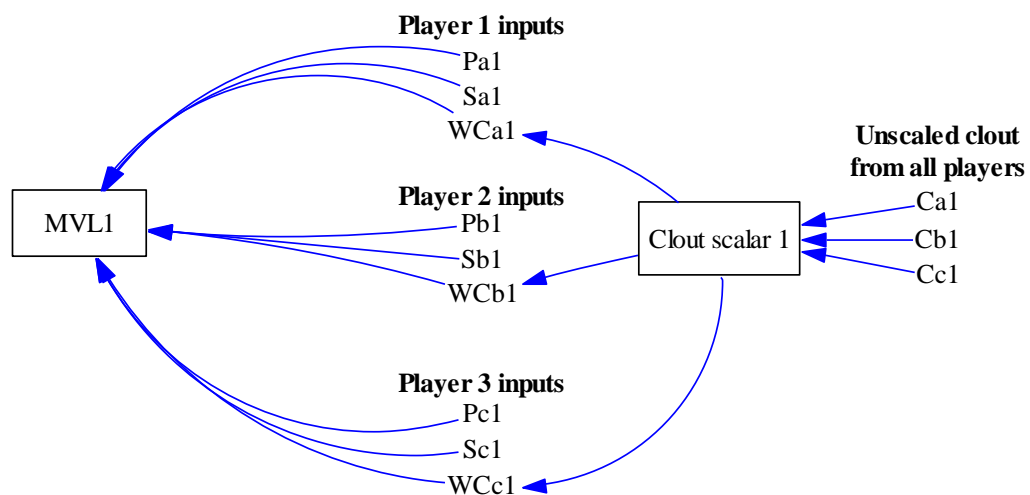 Player 1 inputs
Pa1
Sa1
WCa1
MVL1
Player 2 inputs
Pb1
Sb1
WCb1
Player 3 inputs
Pc1
Sc1
WCc1
Clout scalar 1
Unscaled clout
from all players
Ca1
Cb1
Cc1